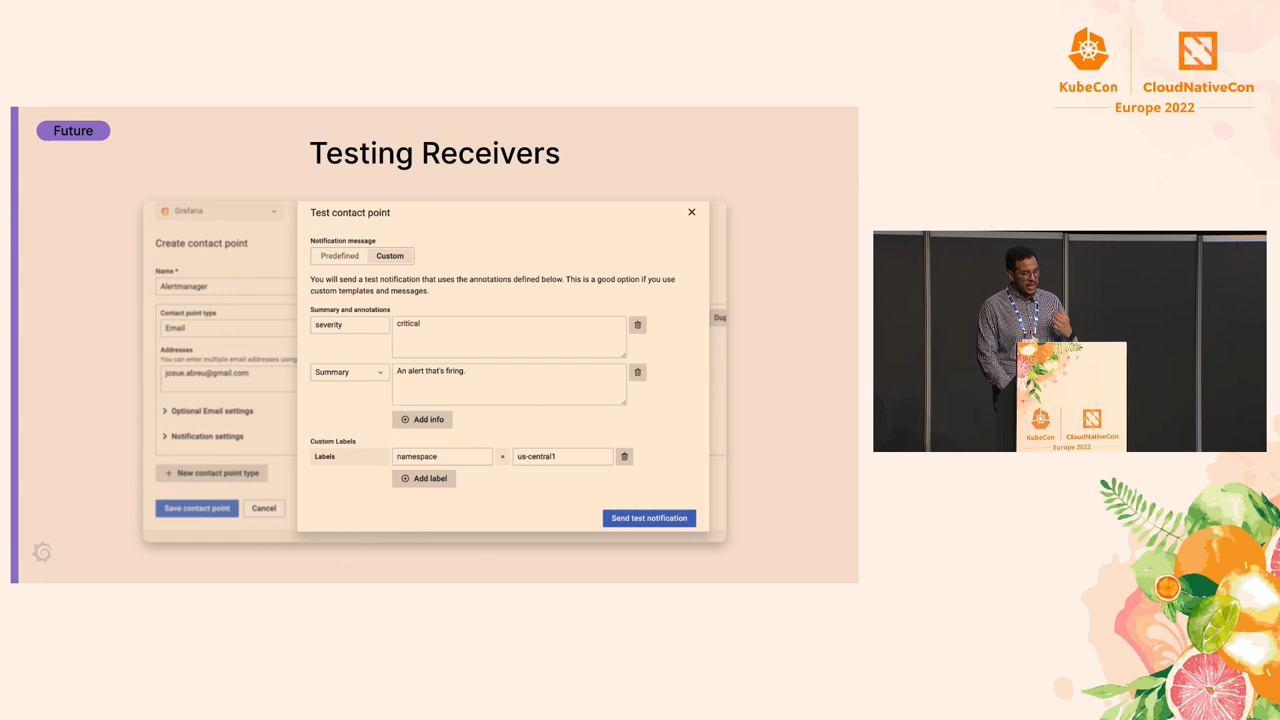 KubeCon
CloudNativeCon
Europe 2022
Future
Testing Receivers
Grafana
Create contact point
Name *
Alertmanager
Contact point type
Email
Addresses
You can enter multiple email addresses using
josue.abreu@gmail.com
Optional Email settings
Notification settings
New contact point type
Save contact point
Cancel
Dup
Test contact point
Notification message
Predefined
Custom
You will send a test notification that uses the annotations defined below. This is a good option if you use
custom templates and messages.
Summary and annotations
severity
critical
Summary
An alert that's firing.
Add info
Custom Labels
Labels
namespace
=
us-central1
Add label
Send test notification
KubeCon
CloudNativeCon
Europe 2022